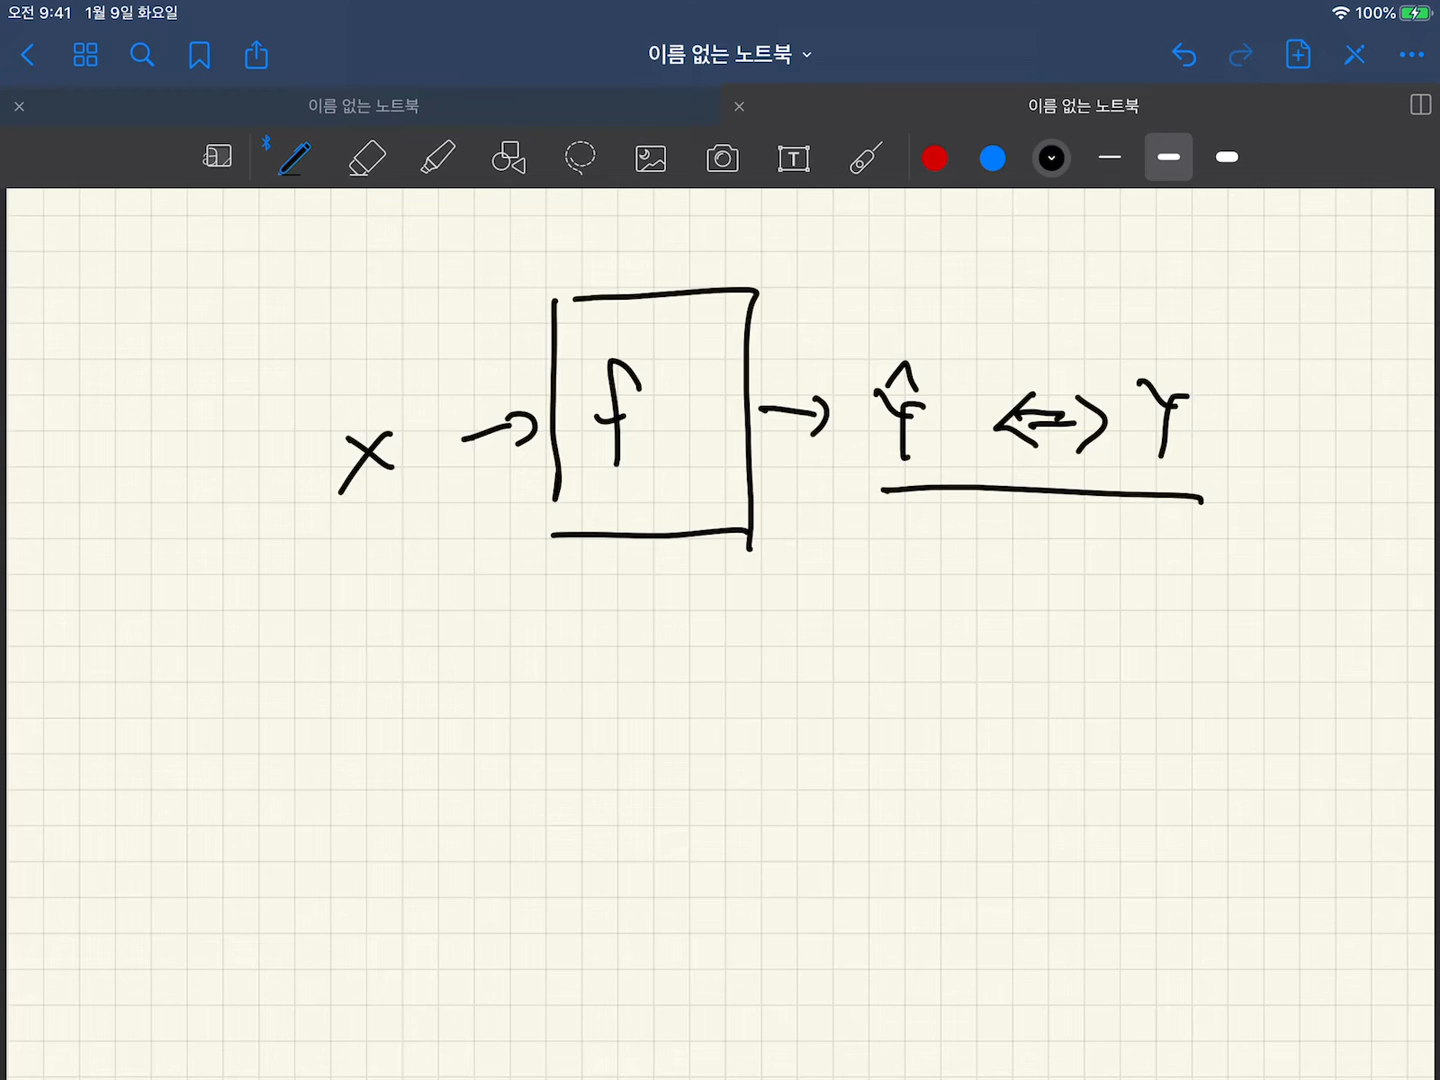 오전 9:41 1월 9일 화요일 100%
이름 없는 노트북
이름 없는 노트북 이름 없는 노트북
T
x → f → Ŷ ⇔ Y